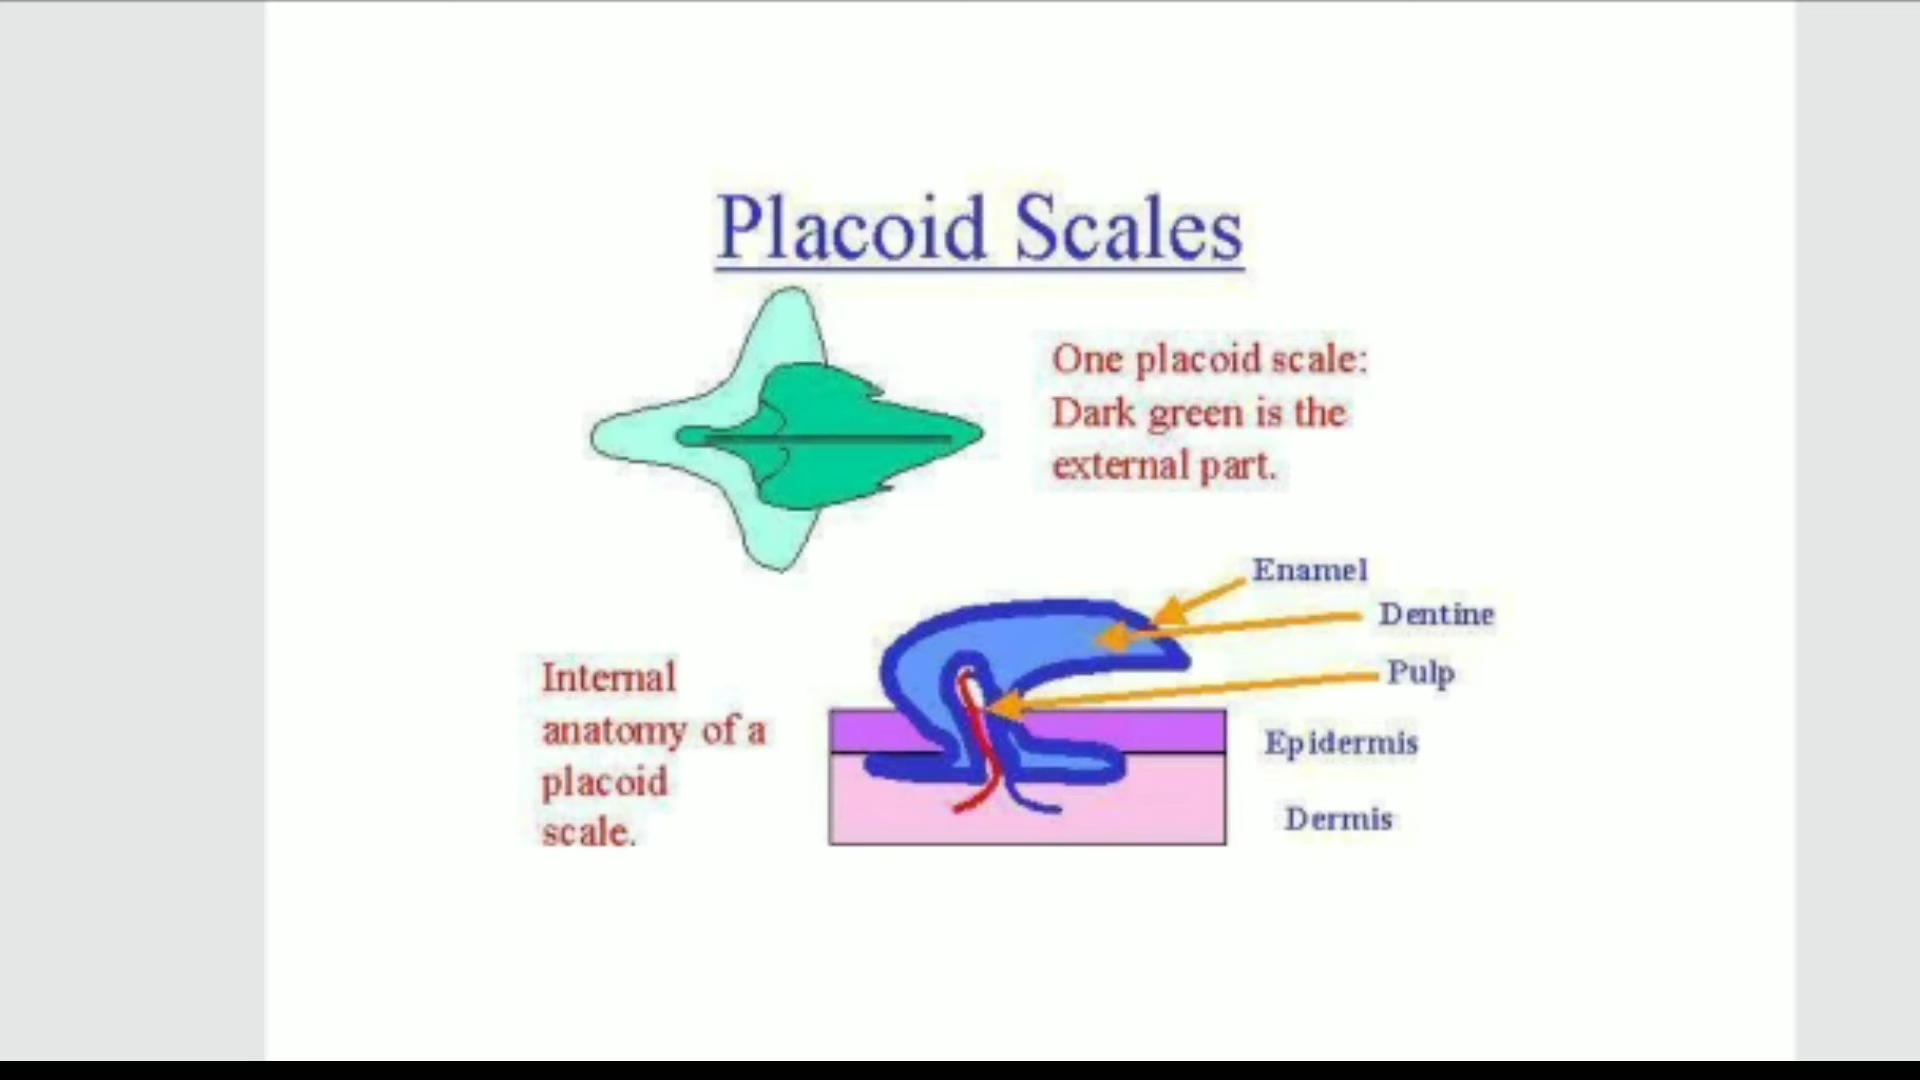 Placoid Scales
One placoid scale:
Dark green is the
external part.
Enamel
Dentine
Pulp
Internal
anatomy of a
placoid
scale.
Epidermis
Dermis